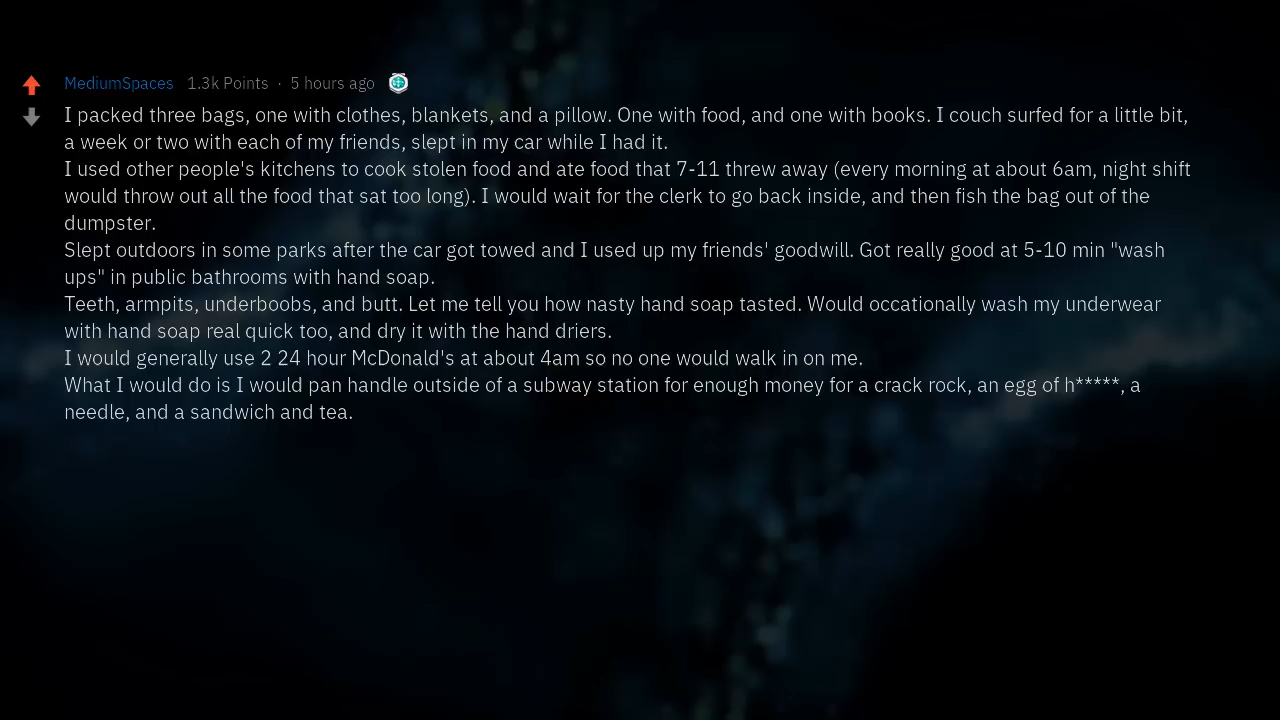 MediumSpaces 1.3k Points · 5 hours ago
I packed three bags, one with clothes, blankets, and a pillow. One with food, and one with books. I couch surfed for a little bit,
a week or two with each of my friends, slept in my car while I had it.
I used other people's kitchens to cook stolen food and ate food that 7-11 threw away (every morning at about 6am, night shift
would throw out all the food that sat too long). I would wait for the clerk to go back inside, and then fish the bag out of the
dumpster.
Slept outdoors in some parks after the car got towed and I used up my friends' goodwill. Got really good at 5-10 min "wash
ups" in public bathrooms with hand soap.
Teeth, armpits, underboobs, and butt. Let me tell you how nasty hand soap tasted. Would occationally wash my underwear
with hand soap real quick too, and dry it with the hand driers.
I would generally use 2 24 hour McDonald's at about 4am so no one would walk in on me.
What I would do is I would pan handle outside of a subway station for enough money for a crack rock, an egg of h*****, a
needle, and a sandwich and tea.